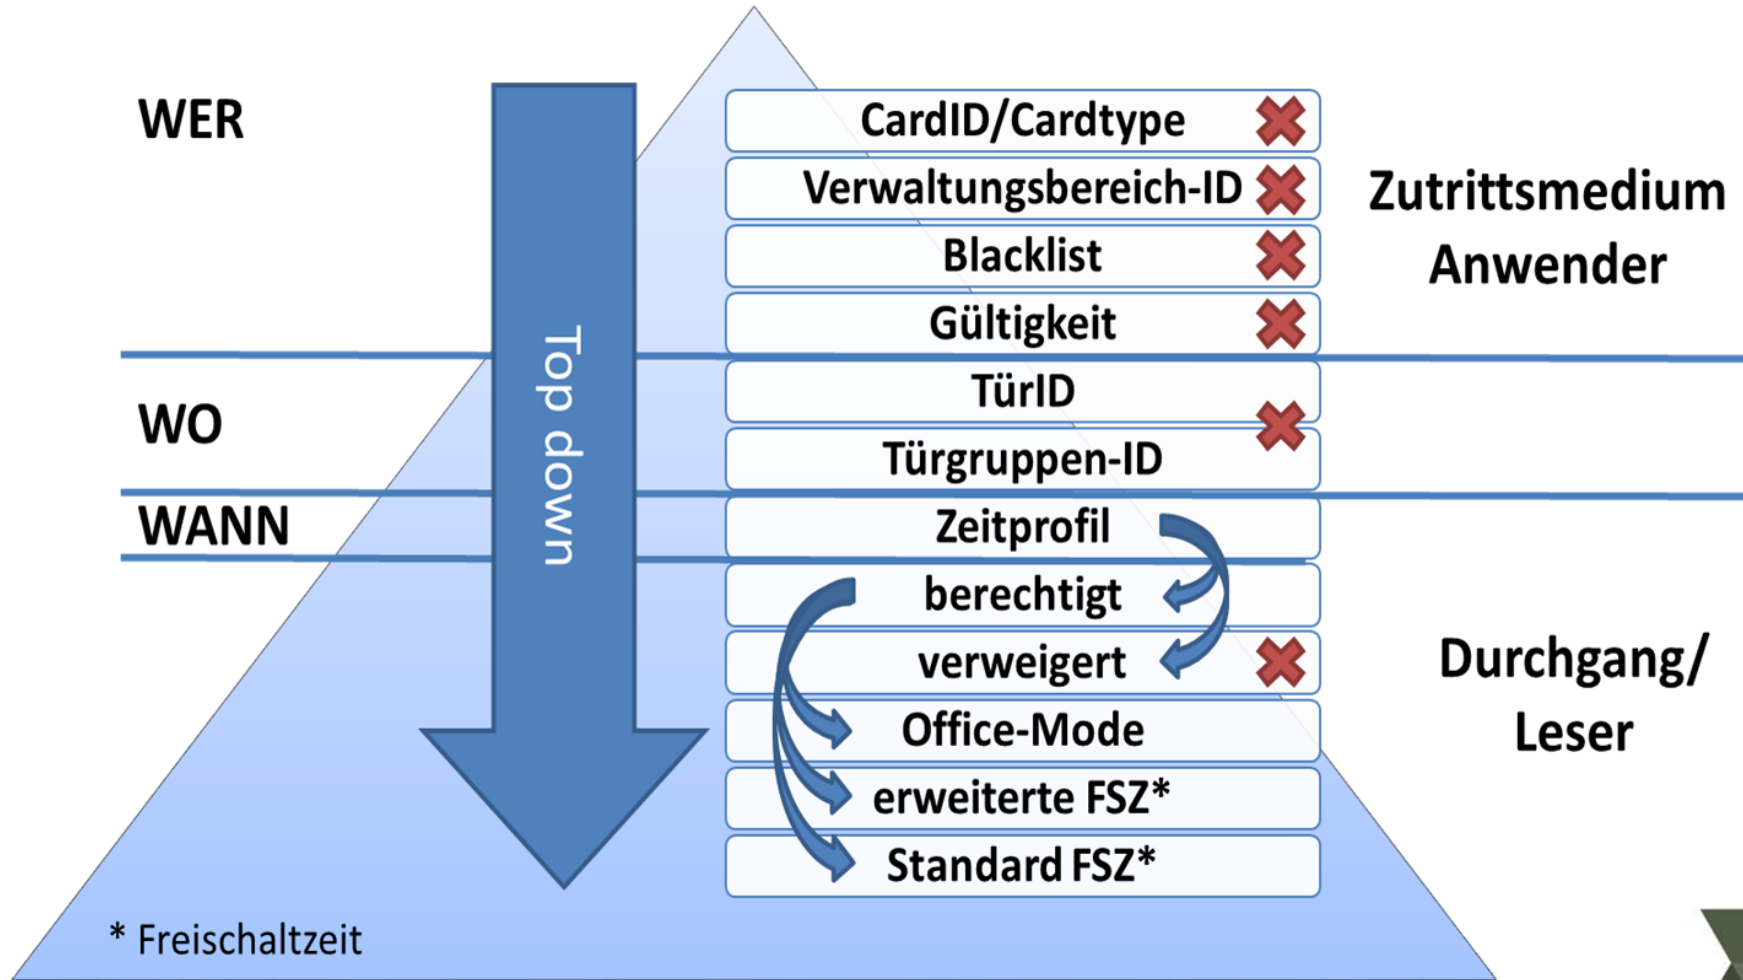 WER
CardID/Cardtype
Verwaltungsbereich-ID
Blacklist
Gültigkeit
Zutrittsmedium
Anwender
Top down
WO
TürID
Türgruppen-ID
WANN
Zeitprofil
berechtigt
verweigert
Office-Mode
erweiterte FSZ*
Standard FSZ*
Durchgang/
Leser
* Freischaltzeit